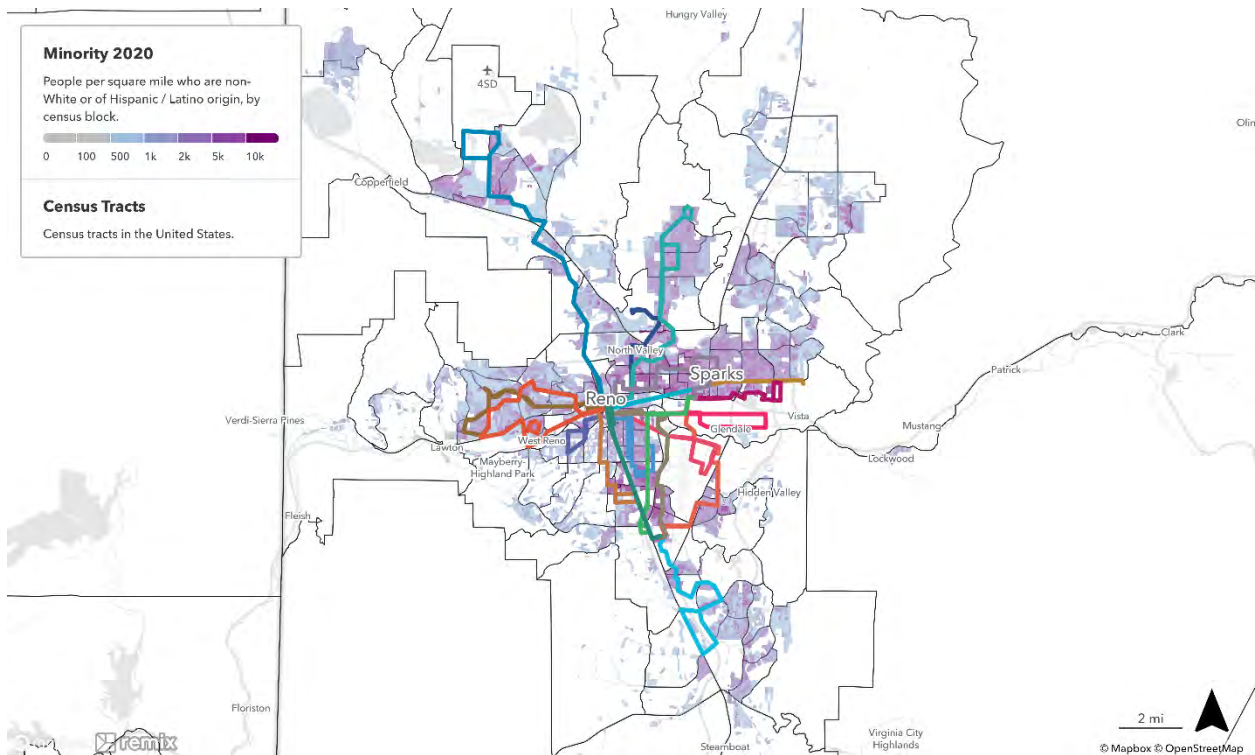 Minority 2020
People per square mile who are non-
White or of Hispanic / Latino origin, by
census block.
0 100 500 1k 2k 5k 10k
Census Tracts
Census tracts in the United States.
Hungry Valley
4SD
Copperfield
North Valley
Sparks
Reno
Clark
Patrick
Verdi-Sierra Pines
Vista
Mustang
Glendale
Lawton
West Reno
Mayberry-
Highland Park
Lockwood
Hidden Valley
Fleish
Floriston
Steamboat
Virginia City
Highlands
2 mi
remix
© Mapbox © OpenStreetMap